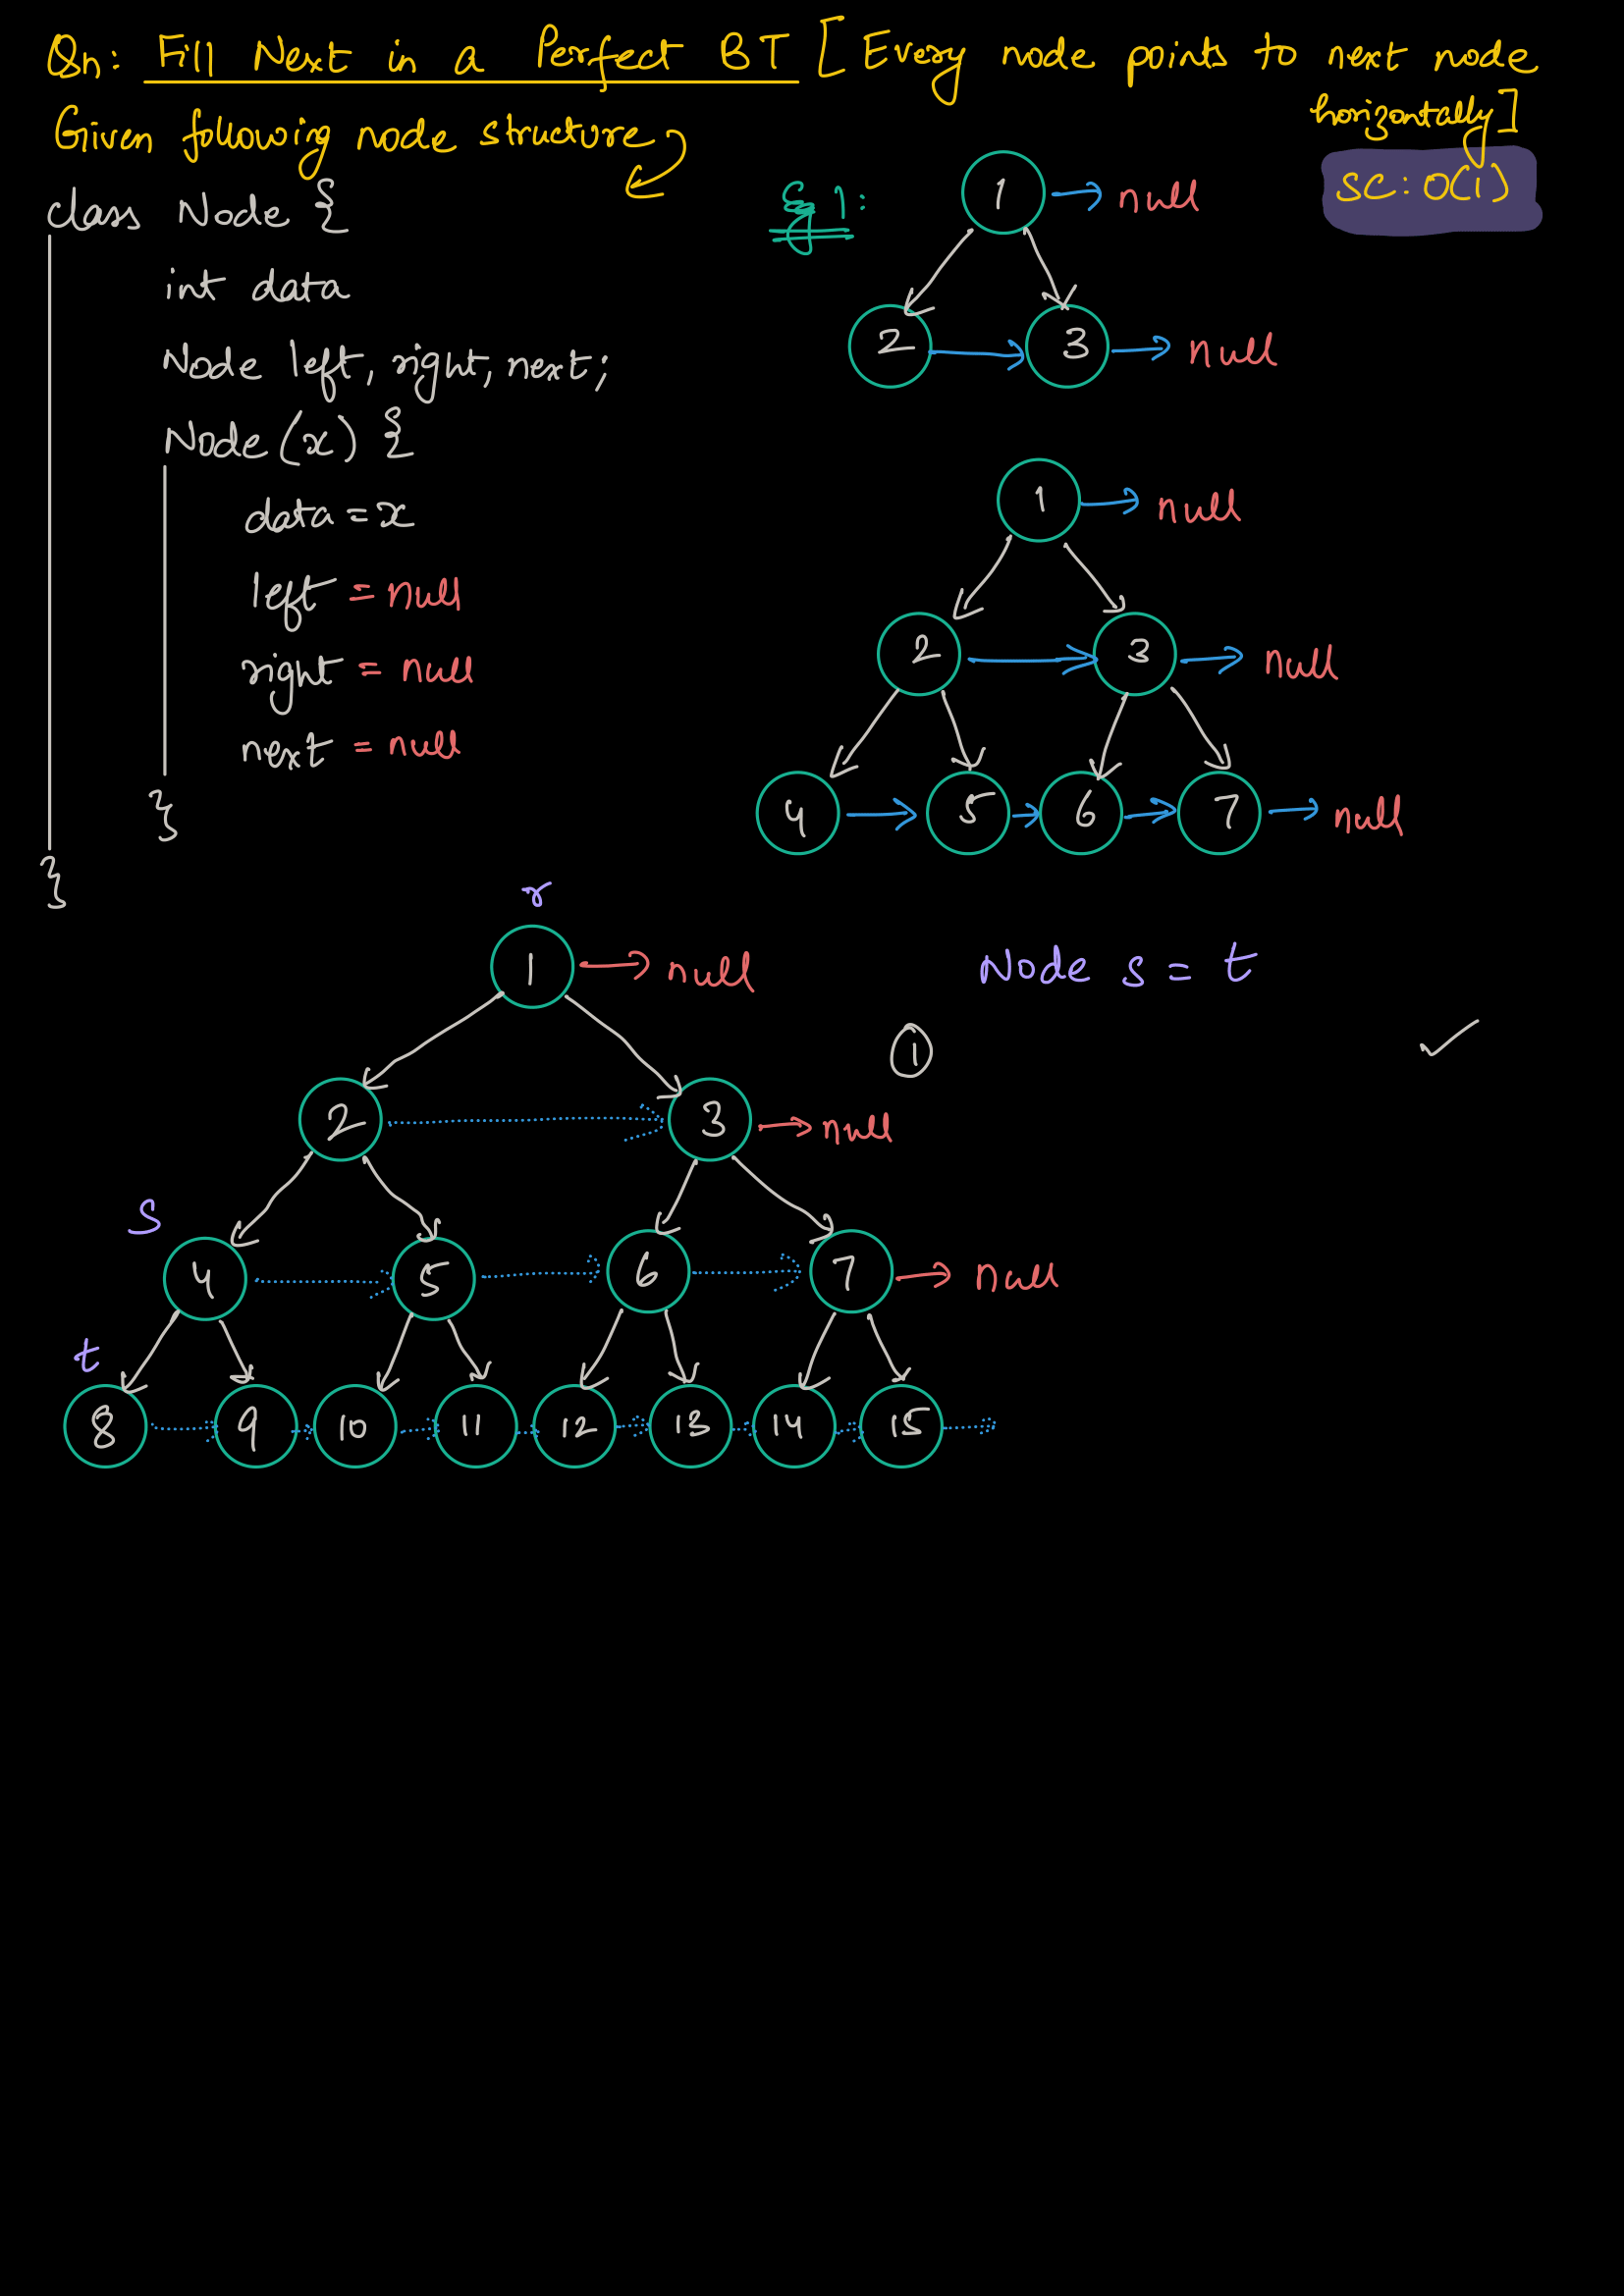 Qn: Fill Next in a Perfect BT [Every node points to next node horizontally]
Given following node structure
SC: O(1)
class Node {
int data
Node left, right, next;
Node (x) {
data = x
left = null
right = null
next = null
}
}
Eg 1:
1 null
2 3 null
1 null
2 3 null
4 5 6 7 null
r
1 null
Node s = t
1
2 3 null
s
4 5 6 7 null
t
8 9 10 11 12 13 14 15